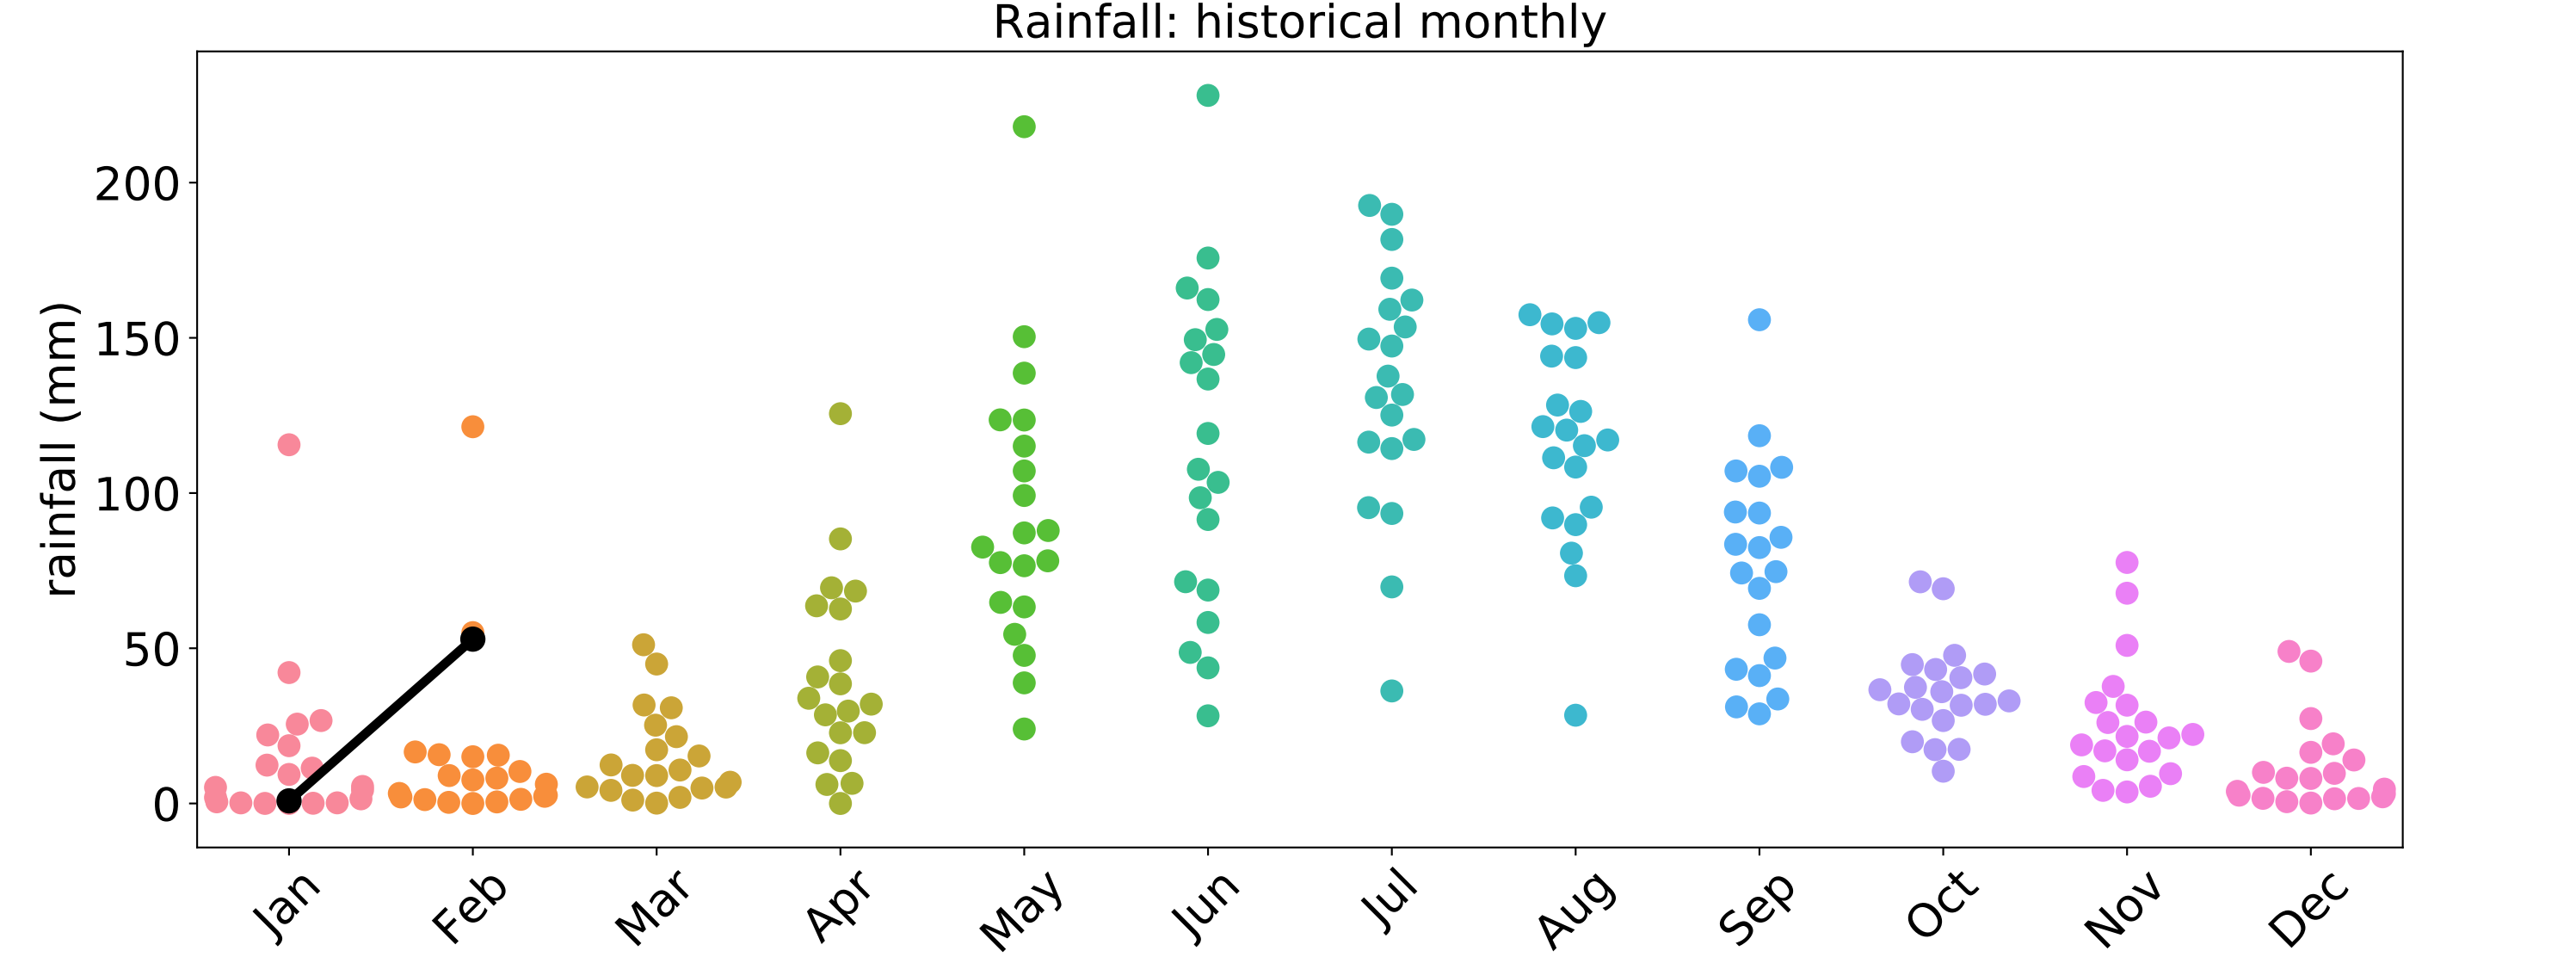 Rainfall: historical monthly
rainfall (mm)
200
150
100
50
0
Jan
Feb
Mar
Apr
May
Jun
Jul
Aug
Sep
Oct
Nov
Dec